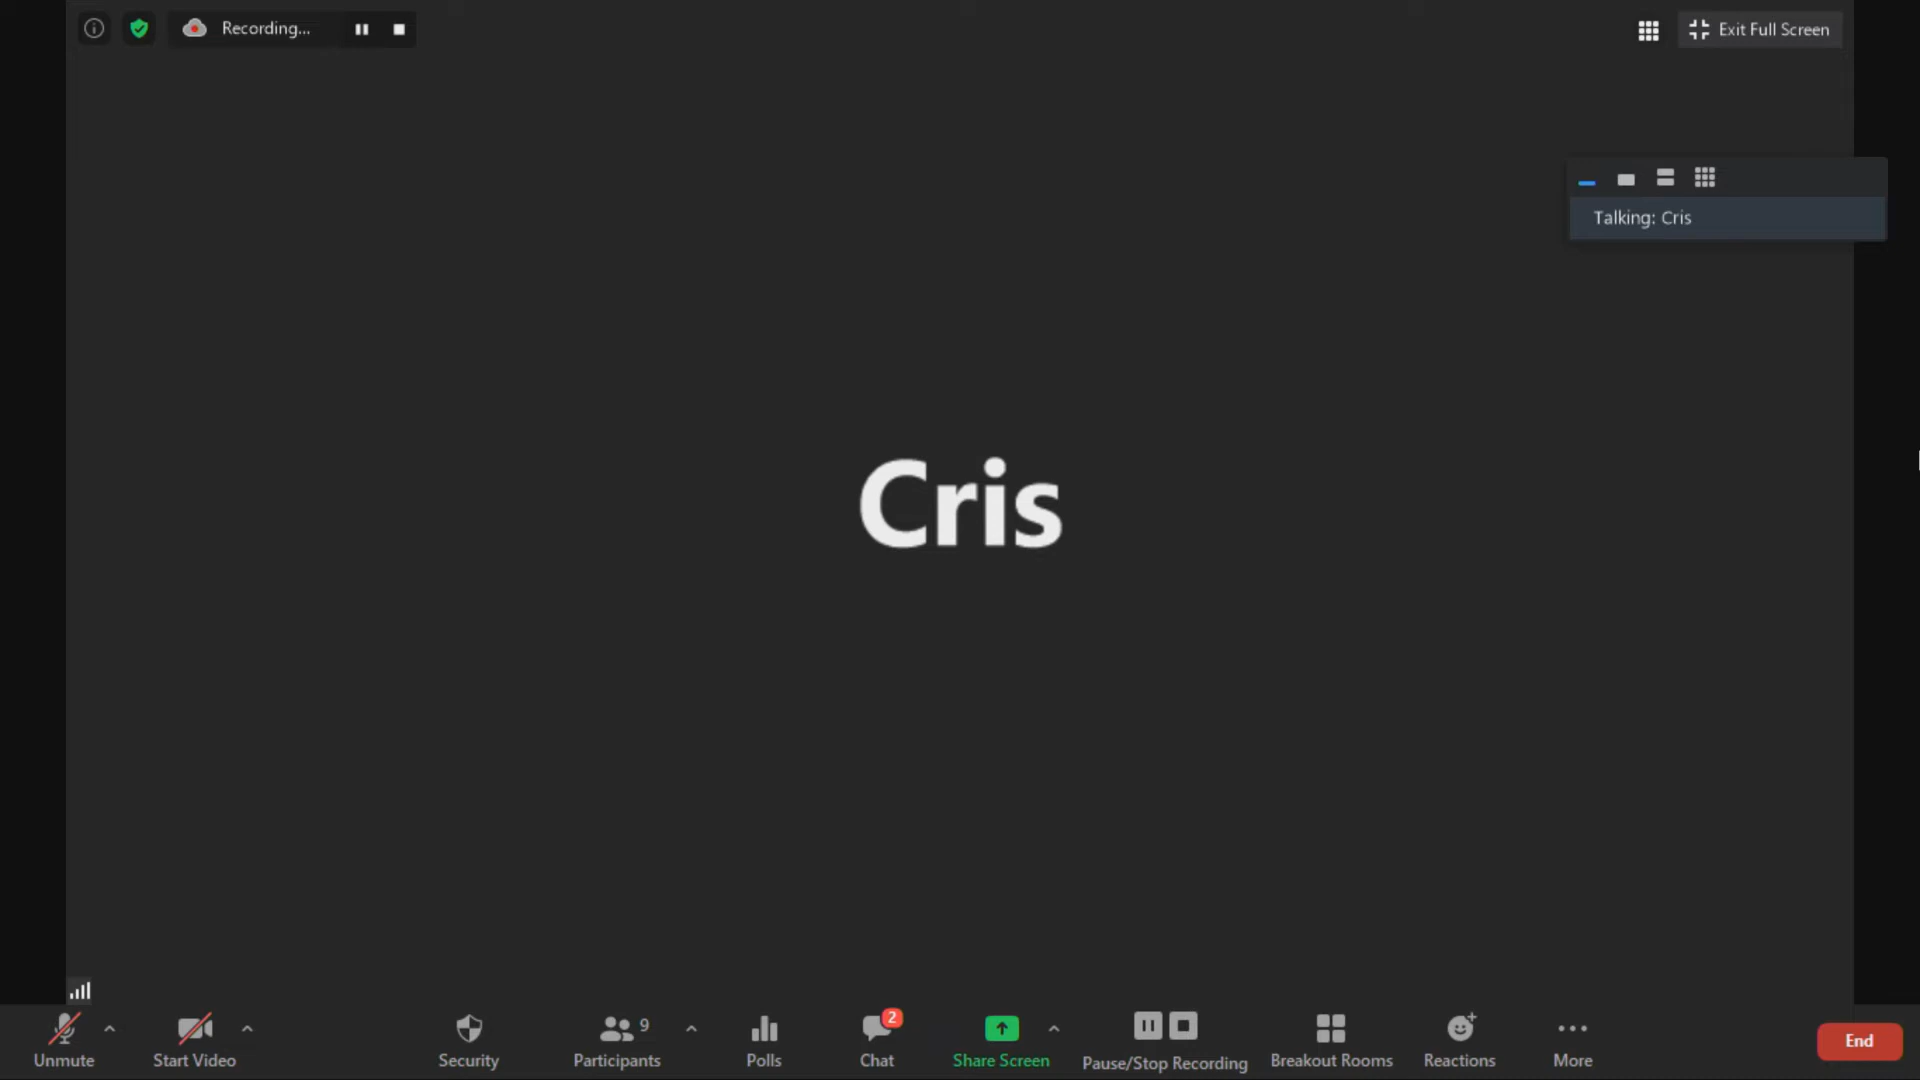 Recording...
Exit Full Screen
Talking: Cris
Cris
9
2
Unmute
Start Video
Security
Participants
Polls
Chat
Share Screen
Pause/Stop Recording
Breakout Rooms
Reactions
More
End